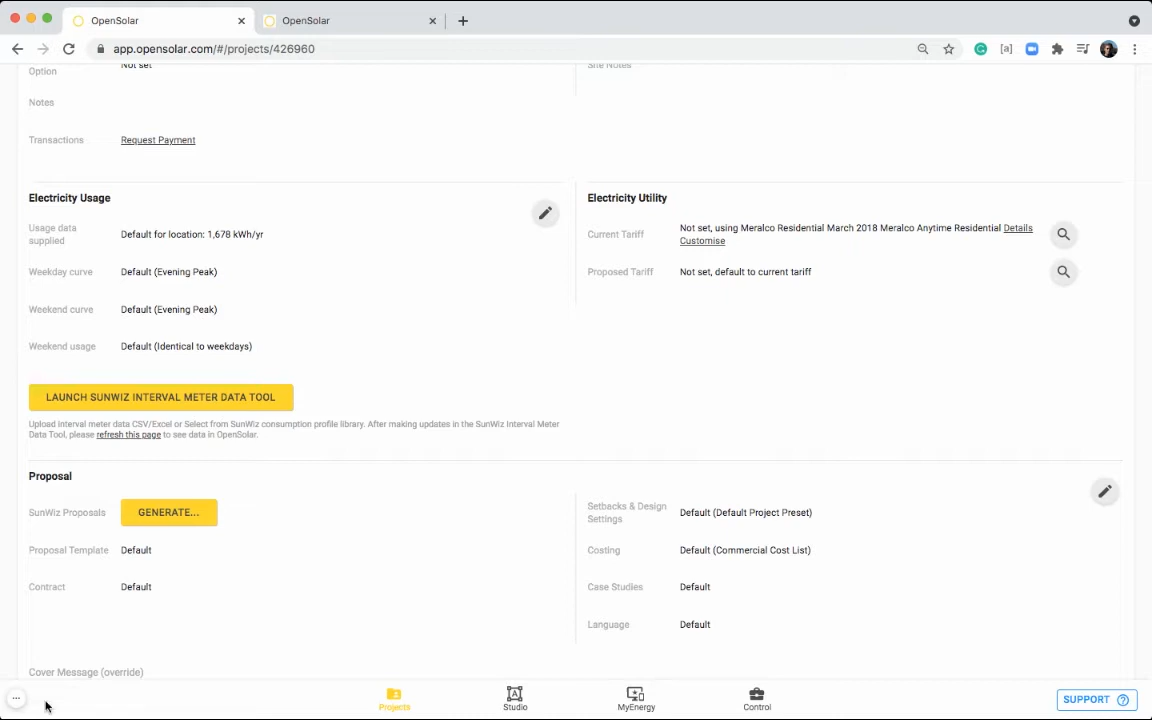 OpenSolar
OpenSolar
app.opensolar.com/#/projects/426960
Option
Not set
Site Notes
Notes
Transactions
Request Payment
Electricity Usage
Electricity Utility
Usage data
supplied
Default for location: 1,678 kWh/yr
Current Tariff
Not set, using Meralco Residential March 2018 Meralco Anytime Residential Details
Customise
Weekday curve
Default (Evening Peak)
Proposed Tariff
Not set, default to current tariff
Weekend curve
Default (Evening Peak)
Weekend usage
Default (Identical to weekdays)
LAUNCH SUNWIZ INTERVAL METER DATA TOOL
Upload interval meter data CSV/Excel or Select from SunWiz consumption profile library. After making updates in the SunWiz Interval Meter
Data Tool, please refresh this page to see data in OpenSolar.
Proposal
SunWiz Proposals
GENERATE...
Setbacks & Design
Settings
Default (Default Project Preset)
Proposal Template
Default
Costing
Default (Commercial Cost List)
Contract
Default
Case Studies
Default
Language
Default
Cover Message (override)
Projects
Studio
MyEnergy
Control
SUPPORT